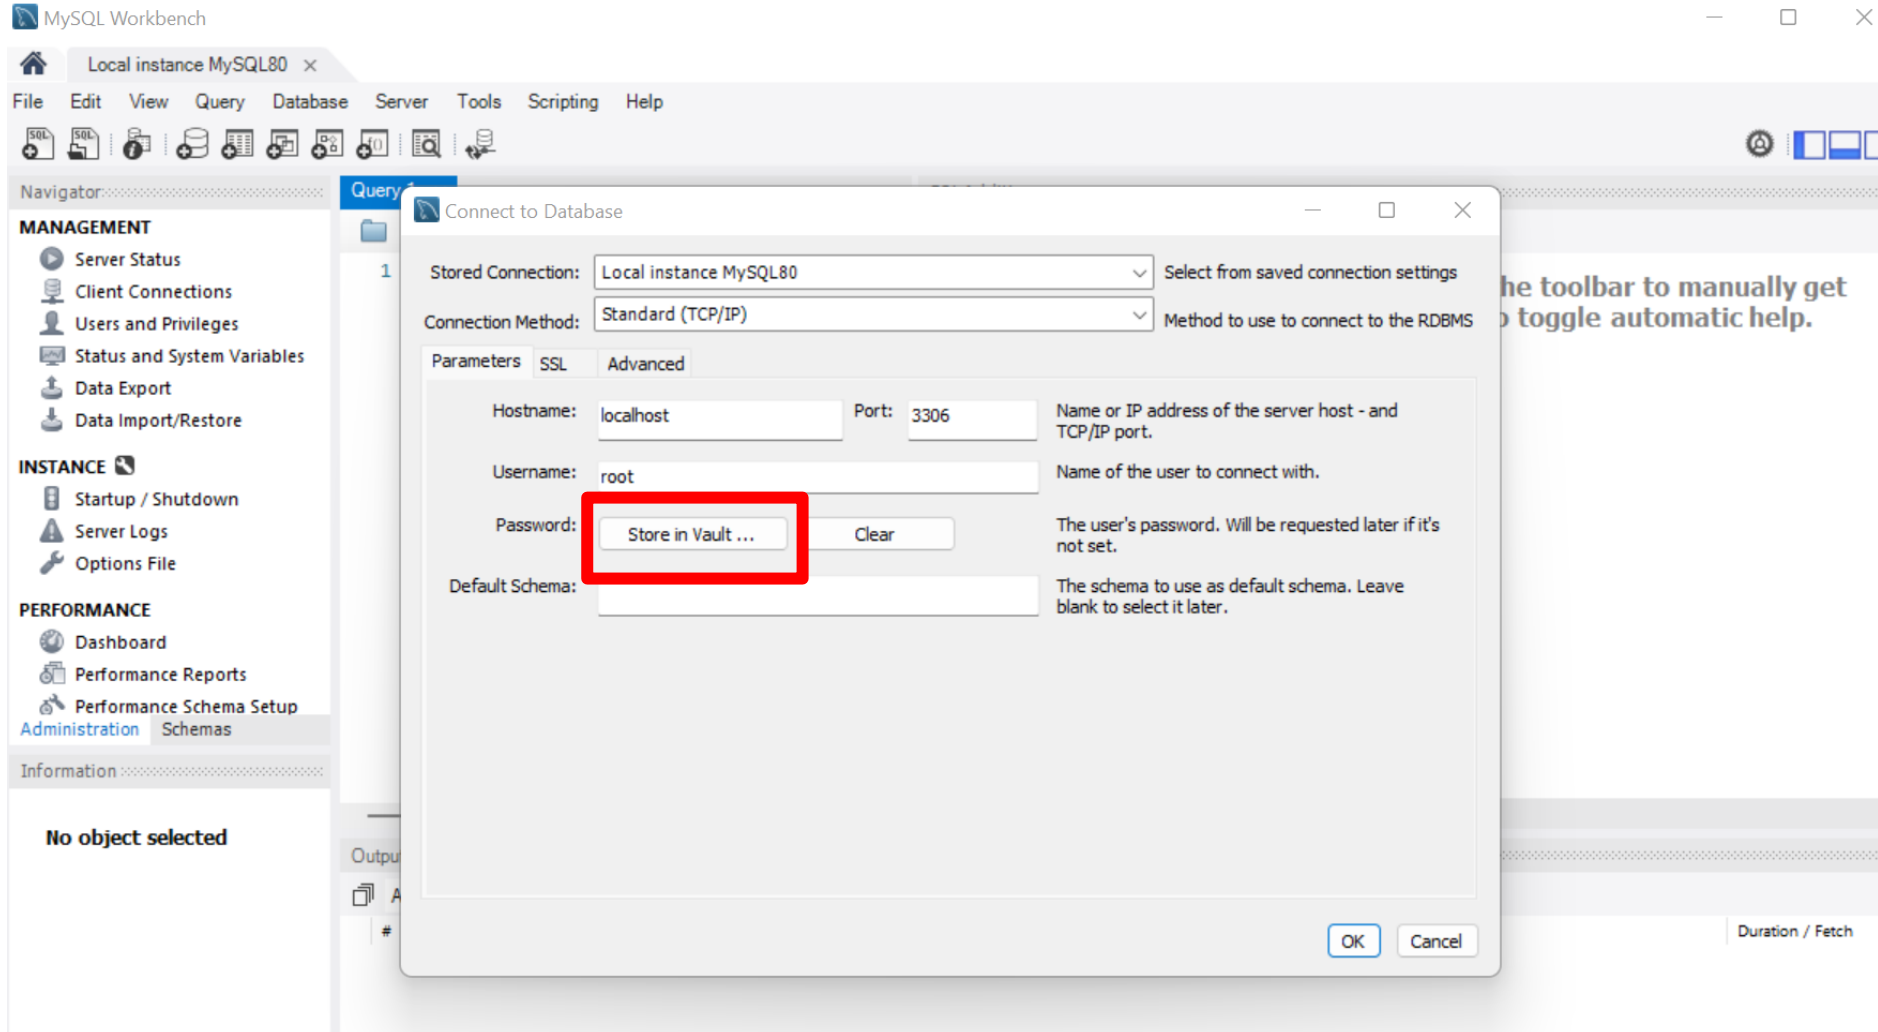 MySQL Workbench
Local instance MySQL80
File Edit View Query Database Server Tools Scripting Help
Navigator
MANAGEMENT
Server Status
Client Connections
Users and Privileges
Status and System Variables
Data Export
Data Import/Restore
INSTANCE
Startup / Shutdown
Server Logs
Options File
PERFORMANCE
Dashboard
Performance Reports
Performance Schema Setup
Administration Schemas
Information
No object selected
Query
1
Connect to Database
Stored Connection: Local instance MySQL80 Select from saved connection settings
Connection Method: Standard (TCP/IP) Method to use to connect to the RDBMS
Parameters SSL Advanced
Hostname: localhost Port: 3306 Name or IP address of the server host - and
TCP/IP port.
Username: root Name of the user to connect with.
Password: Store in Vault ... Clear The user's password. Will be requested later if it's
not set.
Default Schema: The schema to use as default schema. Leave
blank to select it later.
OK Cancel
he toolbar to manually get
toggle automatic help.
Outpu
A
#
Duration / Fetch